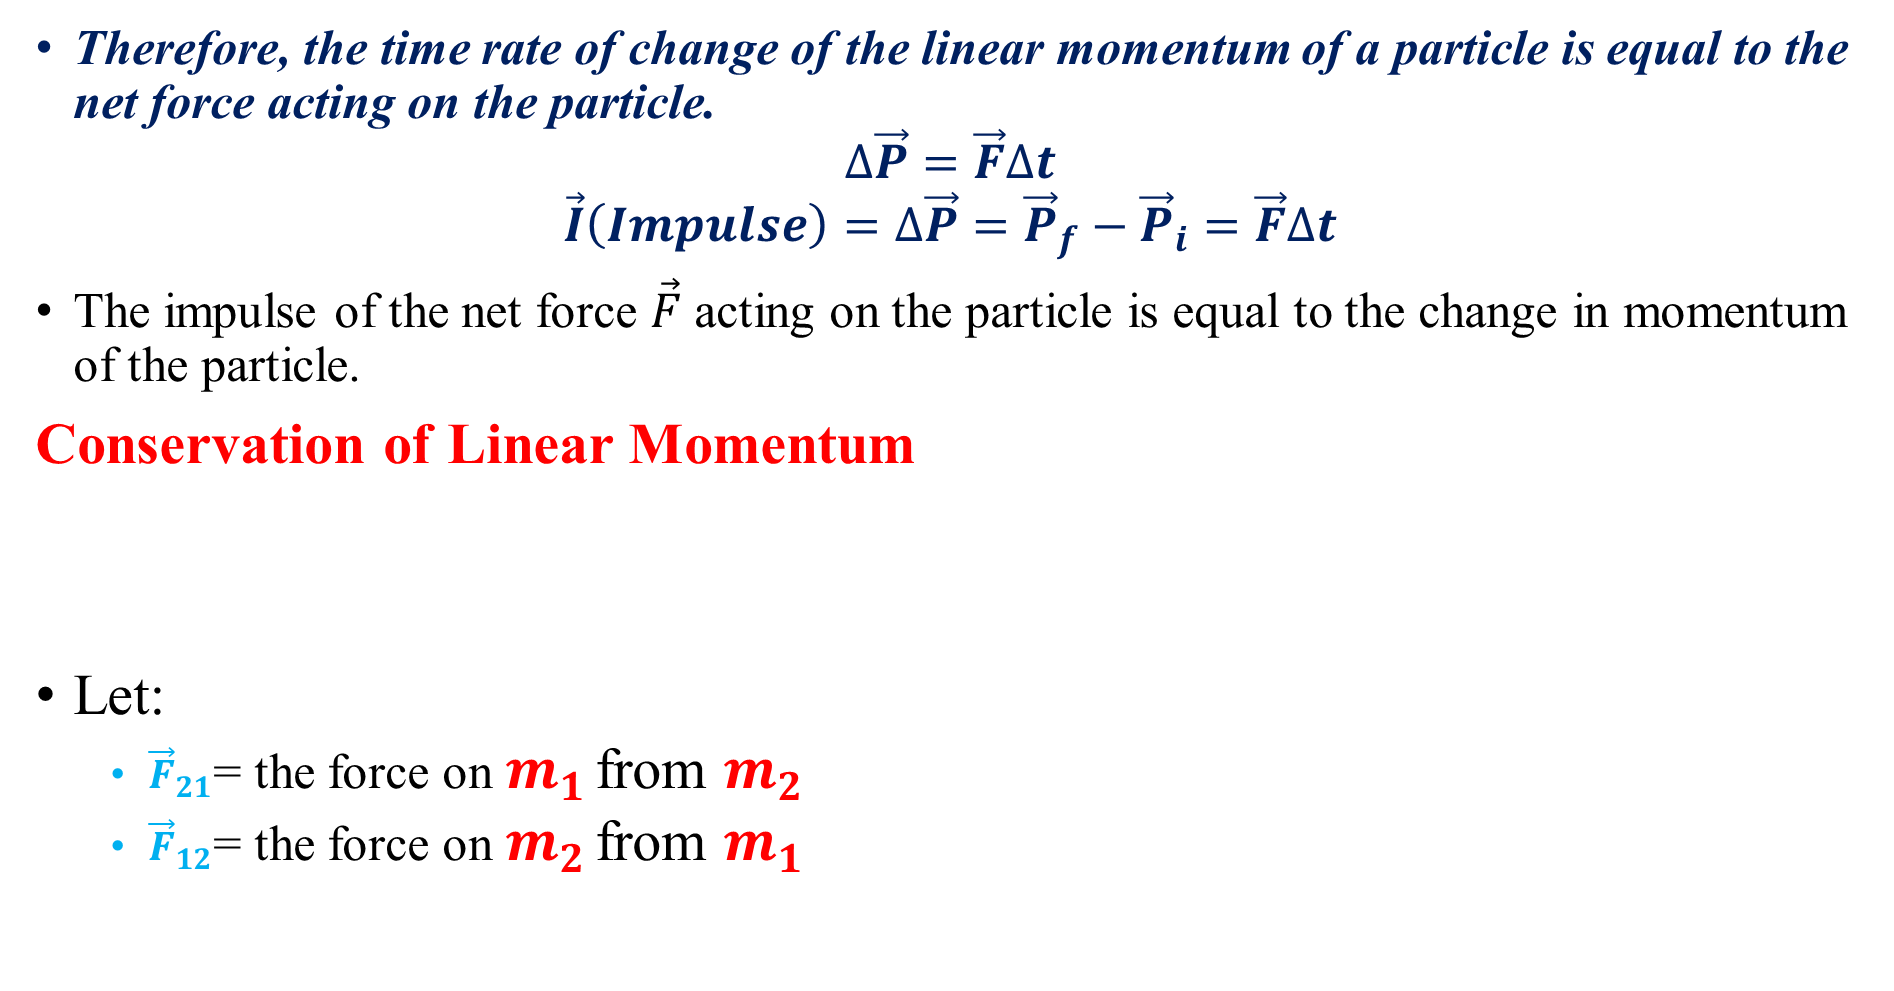 • Therefore, the time rate of change of the linear momentum of a particle is equal to the
net force acting on the particle.
Δ𝑷⃗ = 𝑭⃗Δ𝒕
𝑰⃗(𝑰𝒎𝒑𝒖𝒍𝒔𝒆) = Δ𝑷⃗ = 𝑷⃗_𝒇 − 𝑷⃗_𝒊 = 𝑭⃗Δ𝒕
• The impulse of the net force 𝐹⃗ acting on the particle is equal to the change in momentum
of the particle.
Conservation of Linear Momentum
• Let:
• 𝑭⃗₂₁= the force on 𝒎₁ from 𝒎₂
• 𝑭⃗₁₂= the force on 𝒎₂ from 𝒎₁